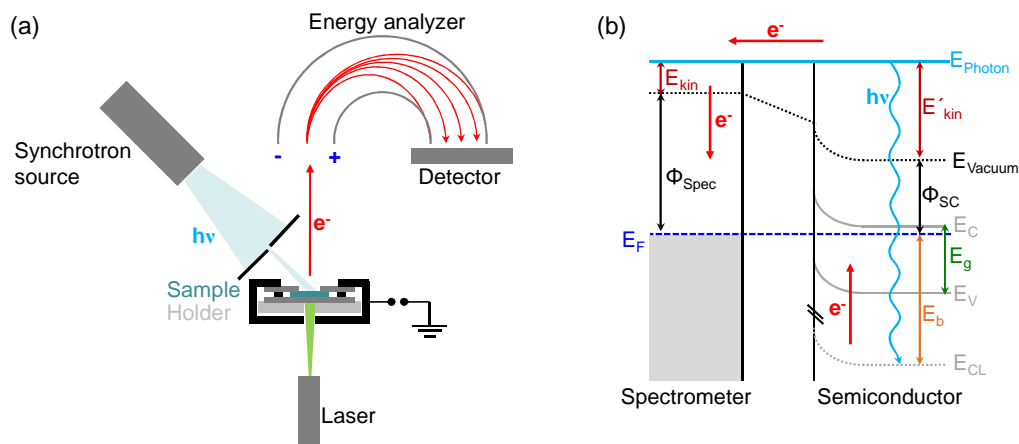 (a)
Energy analyzer
Synchrotron
source
-
+
Detector
e-
hν
Sample
Holder
Laser
(b)
e-
EPhoton
Ekin
hν
E´kin
e-
EVacuum
ΦSpec
ΦSC
EC
EF
Eg
EV
e-
Eb
ECL
Spectrometer
Semiconductor